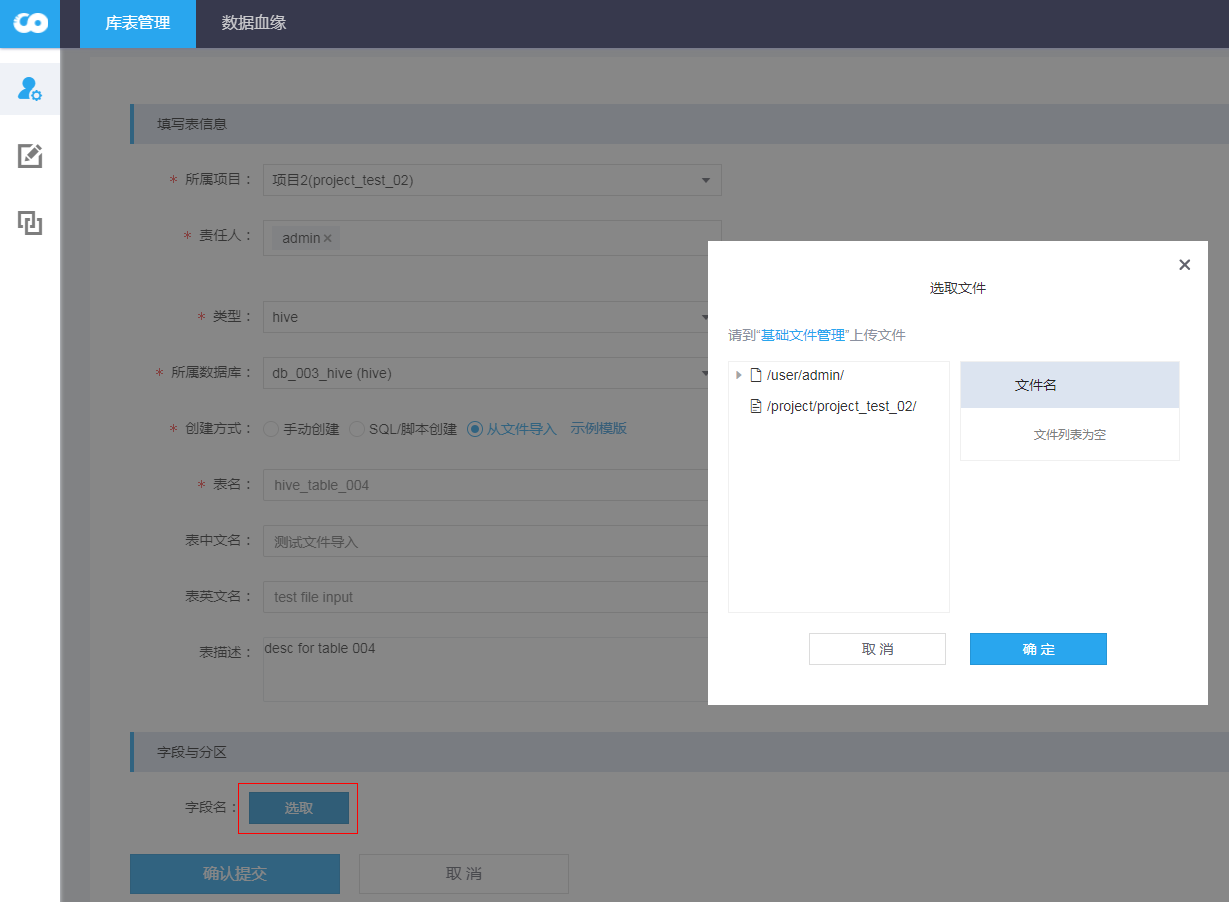 库表管理
数据血缘
填写表信息
* 所属项目： 项目2(project_test_02)
* 责任人： admin ×
* 类型： hive
* 所属数据库： db_003_hive (hive)
* 创建方式： 手动创建 SQL/脚本创建 从文件导入 示例模版
* 表名： hive_table_004
表中文名： 测试文件导入
表英文名： test file input
表描述： desc for table 004
字段与分区
字段名： 选取
确认提交 取消
选取文件
请到“基础文件管理”上传文件
/user/admin/
/project/project_test_02/
文件名
文件列表为空
取消 确定